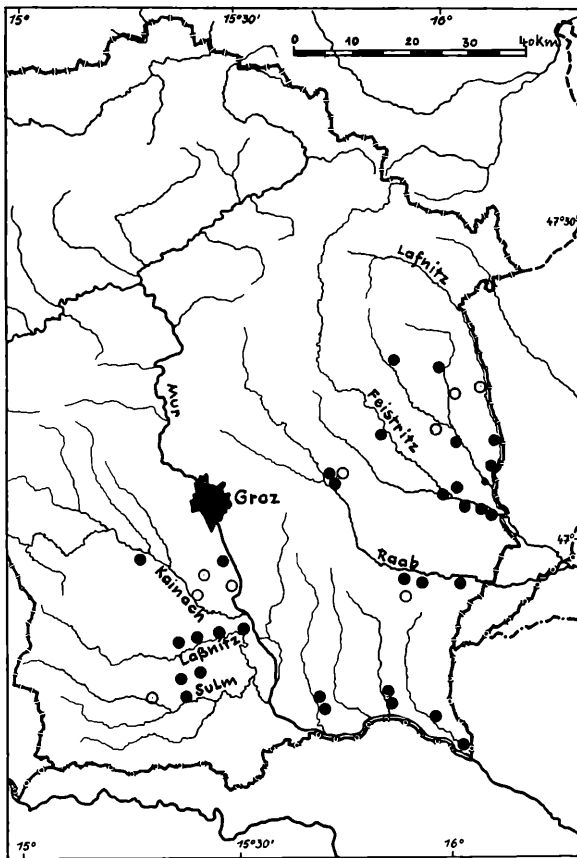 15° 15°30' 16°
0 10 20 30 40Km
47°30'
Lafnitz
Mur
Feistritz
Graz
47°
Raab
Kainach
Laßnitz
Sulm
15° 15°30' 16°